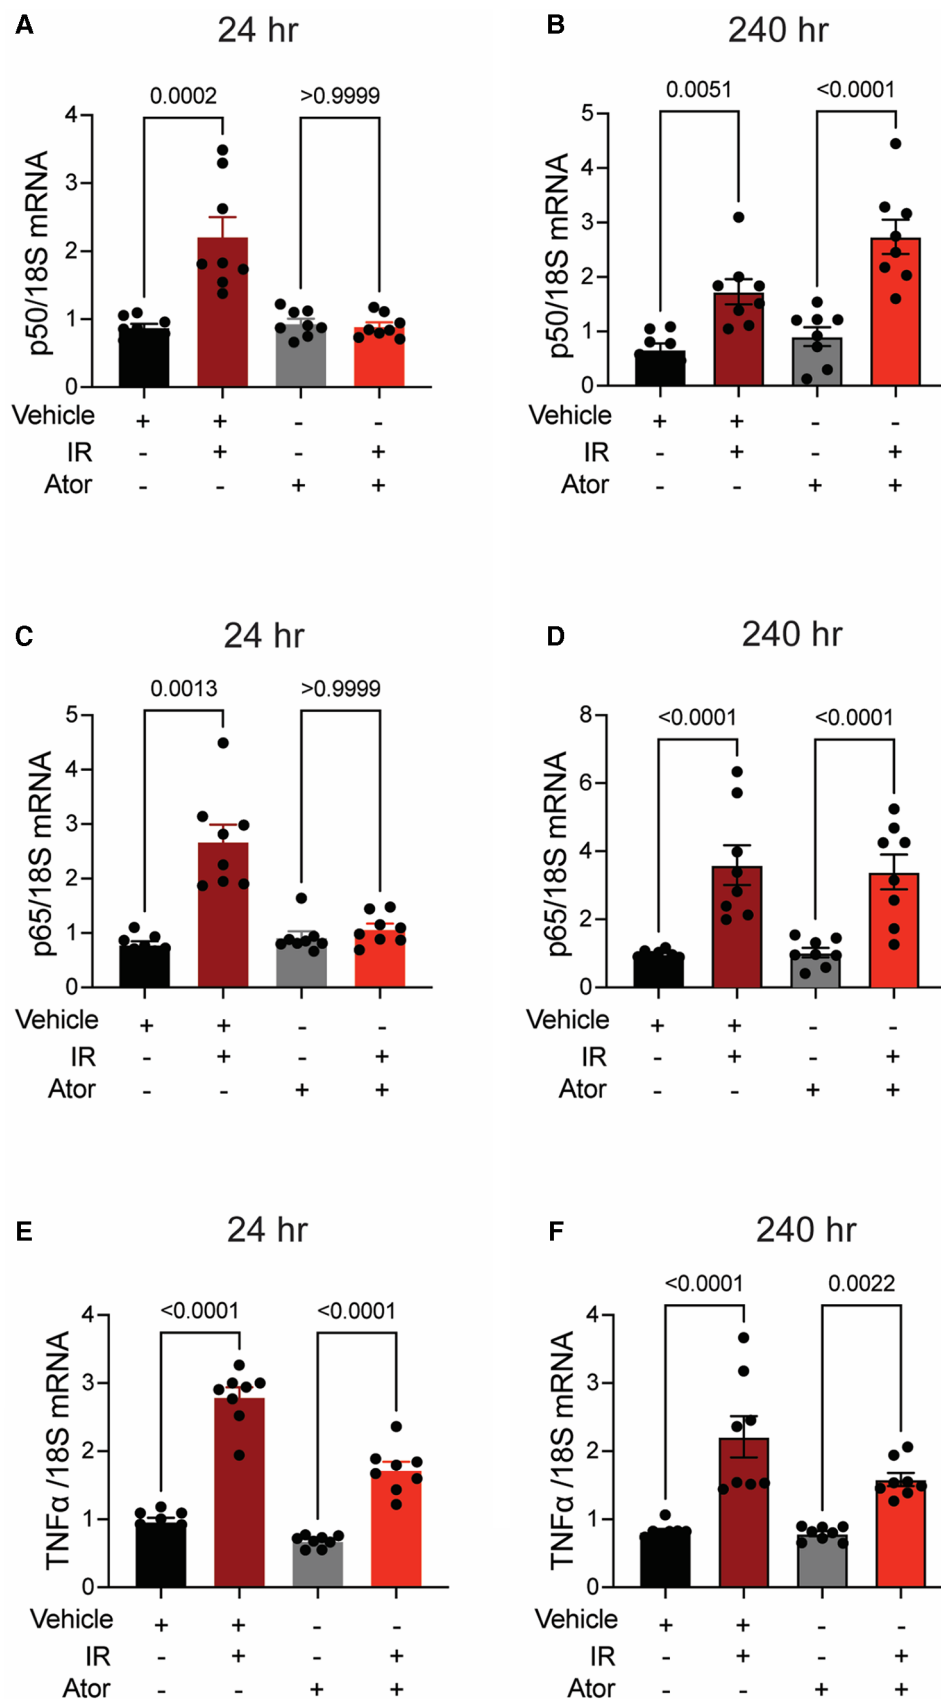 A
24 hr
0.0002
>0.9999
p50/18S mRNA
4
3
2
1
0
Vehicle + + - -
IR - + - +
Ator - - + +
B
240 hr
0.0051
<0.0001
p50/18S mRNA
5
4
3
2
1
0
Vehicle + + - -
IR - + - +
Ator - - + +
C
24 hr
0.0013
>0.9999
p65/18S mRNA
5
4
3
2
1
0
Vehicle + + - -
IR - + - +
Ator - - + +
D
240 hr
<0.0001
<0.0001
p65/18S mRNA
8
6
4
2
0
Vehicle + + - -
IR - + - +
Ator - - + +
E
24 hr
<0.0001
<0.0001
TNFα /18S mRNA
4
3
2
1
0
Vehicle + + - -
IR - + - +
Ator - - + +
F
240 hr
<0.0001
0.0022
TNFα /18S mRNA
4
3
2
1
0
Vehicle + + - -
IR - + - +
Ator - - + +